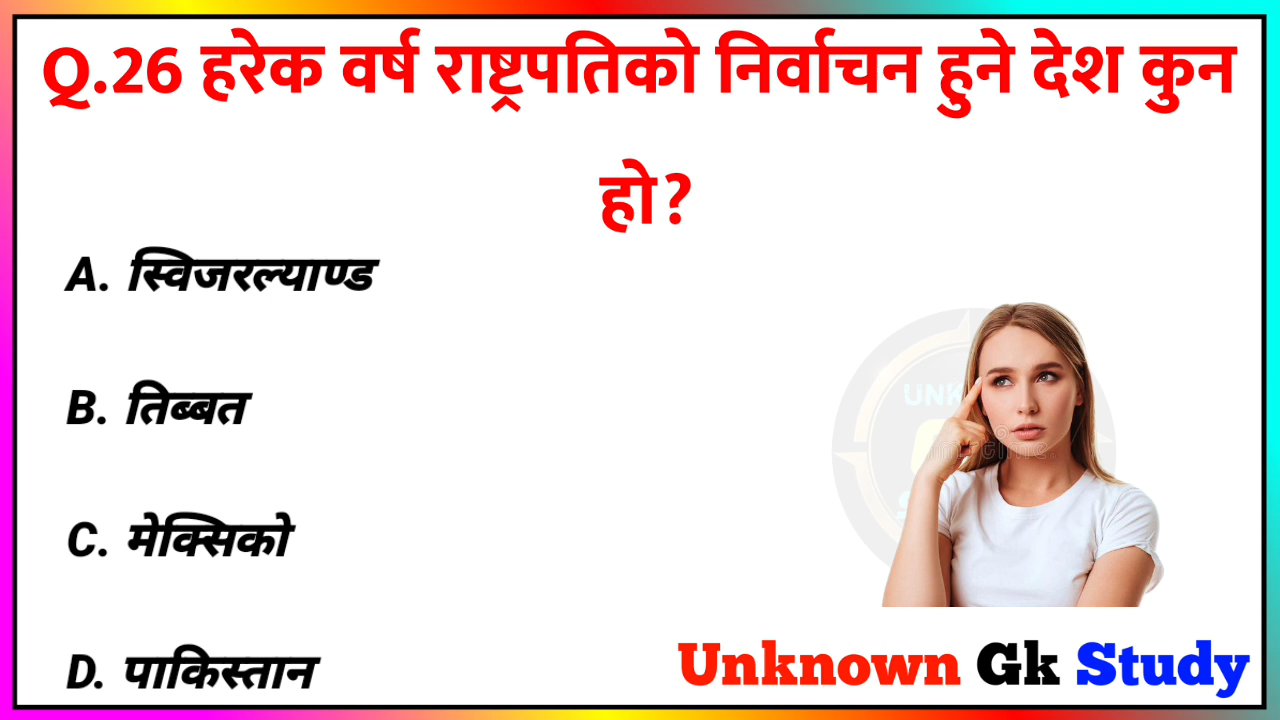 Q.26 हरेक वर्ष राष्ट्रपतिको निर्वाचन हुने देश कुन
हो?
A. स्विजरल्याण्ड
B. तिब्बत
C. मेक्सिको
D. पाकिस्तान
Unknown Gk Study